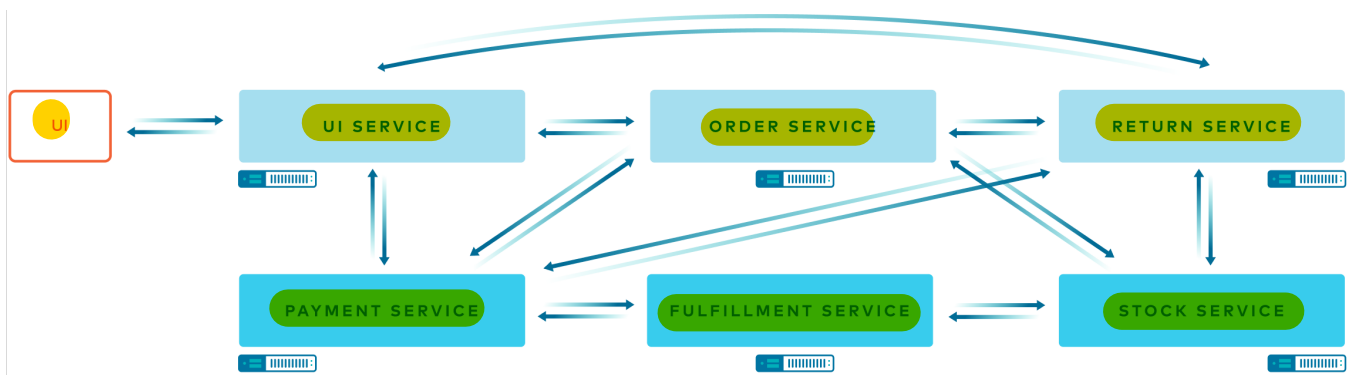 UI
UI SERVICE
ORDER SERVICE
RETURN SERVICE
PAYMENT SERVICE
FULFILLMENT SERVICE
STOCK SERVICE